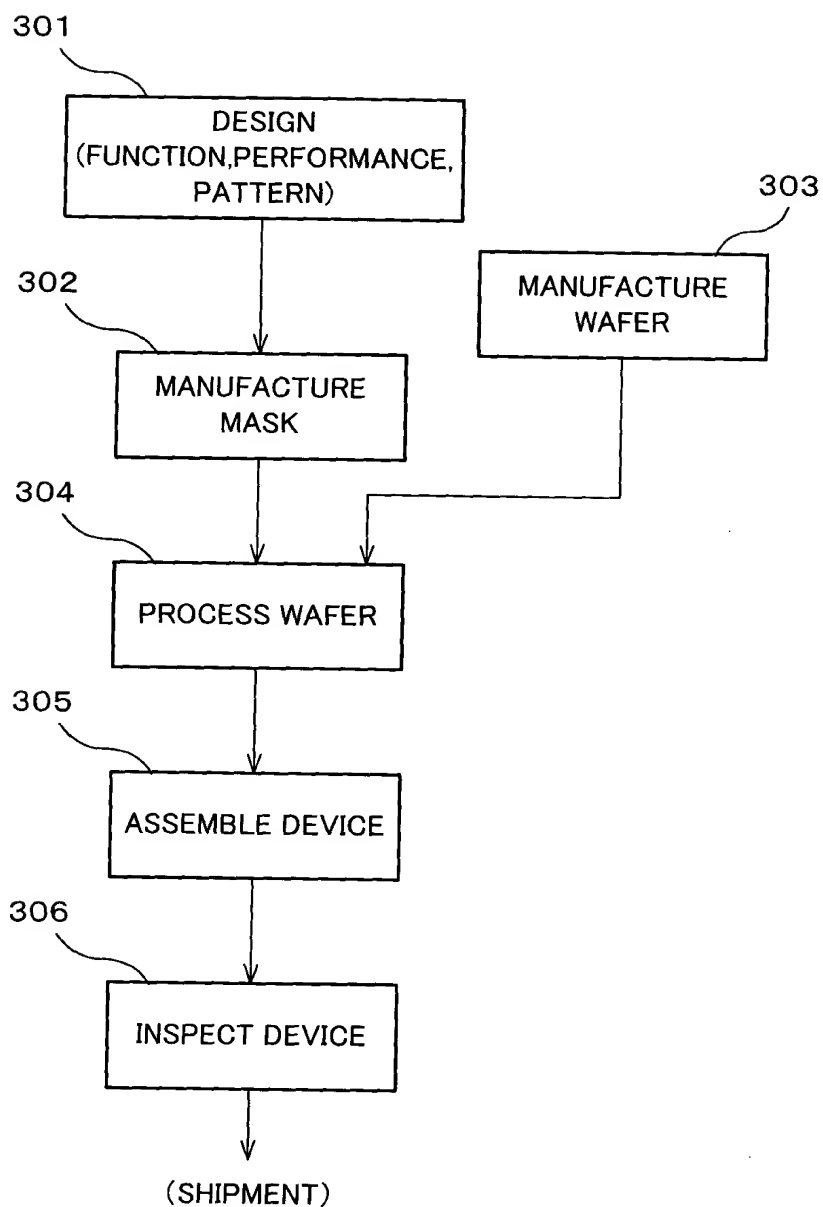 301
DESIGN
(FUNCTION,PERFORMANCE,
PATTERN)
303
MANUFACTURE
WAFER
302
MANUFACTURE
MASK
304
PROCESS WAFER
305
ASSEMBLE DEVICE
306
INSPECT DEVICE
(SHIPMENT)